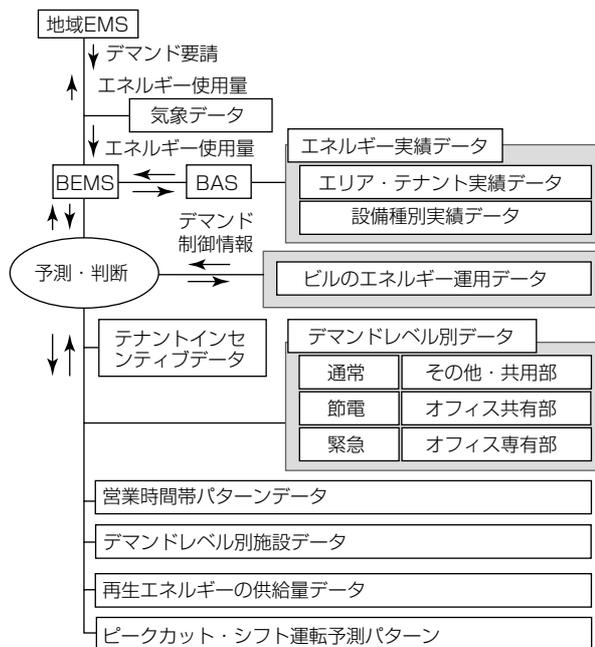 地域EMS
デマンド要請
エネルギー使用量
気象データ
エネルギー使用量
BEMS
BAS
エネルギー実績データ
エリア・テナント実績データ
設備種別実績データ
デマンド
制御情報
予測・判断
ビルのエネルギー運用データ
テナントインセ
ンティブデータ
デマンドレベル別データ
通常 その他・共用部
節電 オフィス共有部
緊急 オフィス専有部
営業時間帯パターンデータ
デマンドレベル別施設データ
再生エネルギーの供給量データ
ピークカット・シフト運転予測パターン